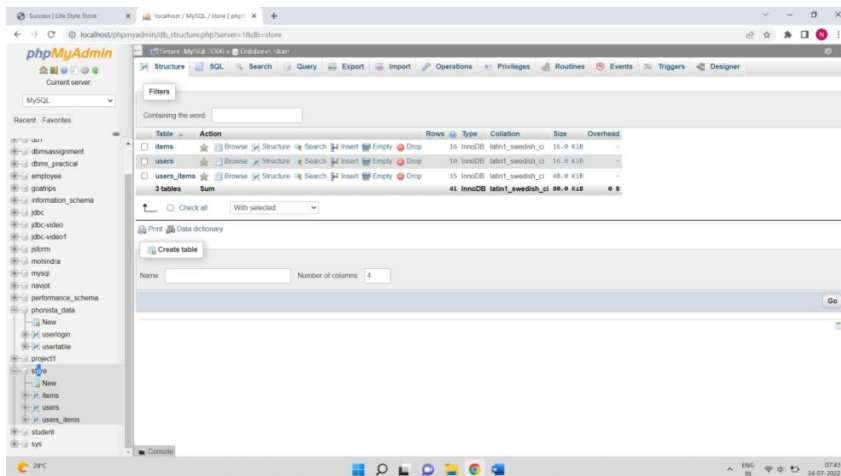 Success | Life Style Store
localhost / MySQL / store | phpM
localhost/phpmyadmin/db_structure.php?server=1&db=store
N
phpMyAdmin
Current server:
MySQL
Recent Favorites
dbmsassignment
dbms_practical
employee
goatrips
information_schema
jdbc
jdbc-video
jdbc-video1
jsform
mohindra
mysql
navjot
performance_schema
phonista_data
New
userlogin
usertable
project1
store
New
items
users
users_items
student
sys
Server: MySQL:3306 » Database: store
Structure SQL Search Query Export Import Operations Privileges Routines Events Triggers Designer
Filters
Containing the word:
Table Action Rows Type Collation Size Overhead
items Browse Structure Search Insert Empty Drop 16 InnoDB latin1_swedish_ci 16.0 KiB -
users Browse Structure Search Insert Empty Drop 10 InnoDB latin1_swedish_ci 16.0 KiB -
users_items Browse Structure Search Insert Empty Drop 15 InnoDB latin1_swedish_ci 48.0 KiB -
3 tables Sum 41 InnoDB latin1_swedish_ci 80.0 KiB 0 B
Check all With selected:
Print Data dictionary
Create table
Name: Number of columns: 4
Go
Console
29°C
ENG
IN
07:43
24-07-2022